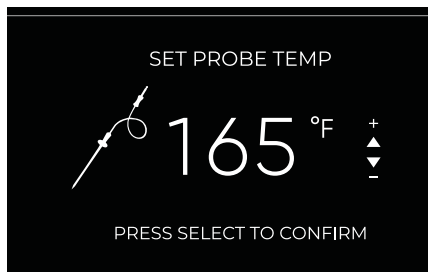 SET PROBE TEMP
165°F
+
−
PRESS SELECT TO CONFIRM